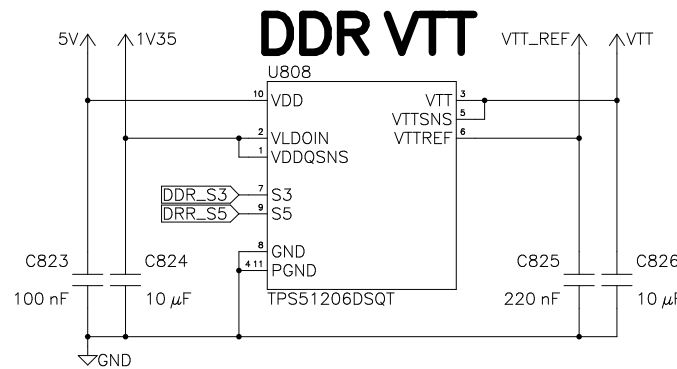 DDR VTT
5V 1V35 VTT_REF VTT
U808
10 VDD VTT 3
VTTSNS 5
2 VLDOIN VTTREF 6
1 VDDQSNS
DDR_S3 7 S3
DRR_S5 9 S5
8 GND
4 11 PGND
C823 C824 C825 C826
100 nF 10 µF TPS51206DSQT 220 nF 10 µF
GND